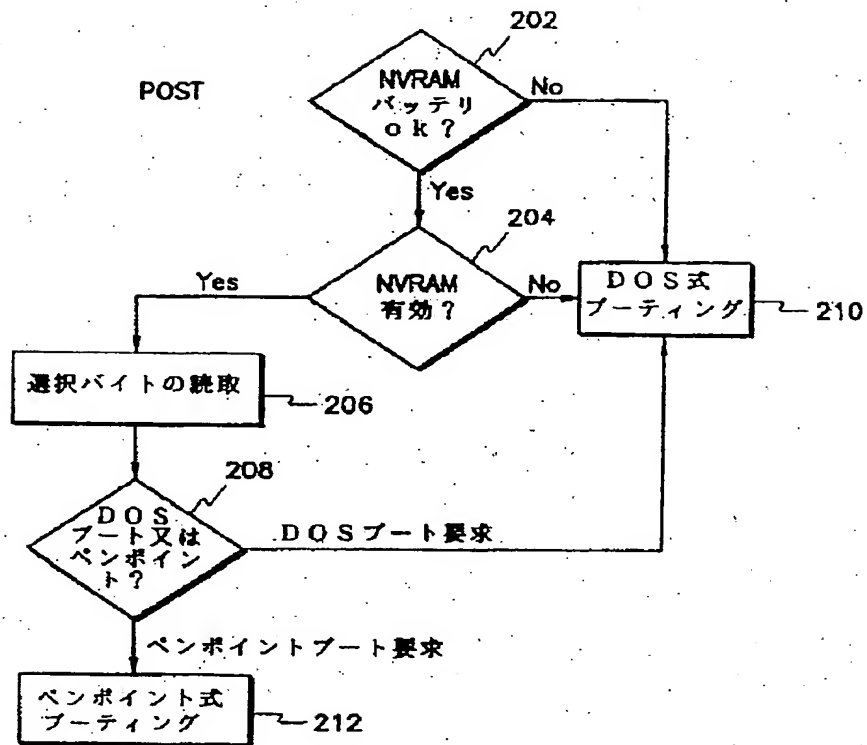 202
POST
NVRAM
バッテリ
ok?
No
Yes
204
Yes
NVRAM
有効?
No
DOS式
ブーティング
210
選択バイトの読取
206
208
DOS
ブート又は
ペンポイン
ト?
DOSブート要求
ペンポイントブート要求
ペンポイント式
ブーティング
212